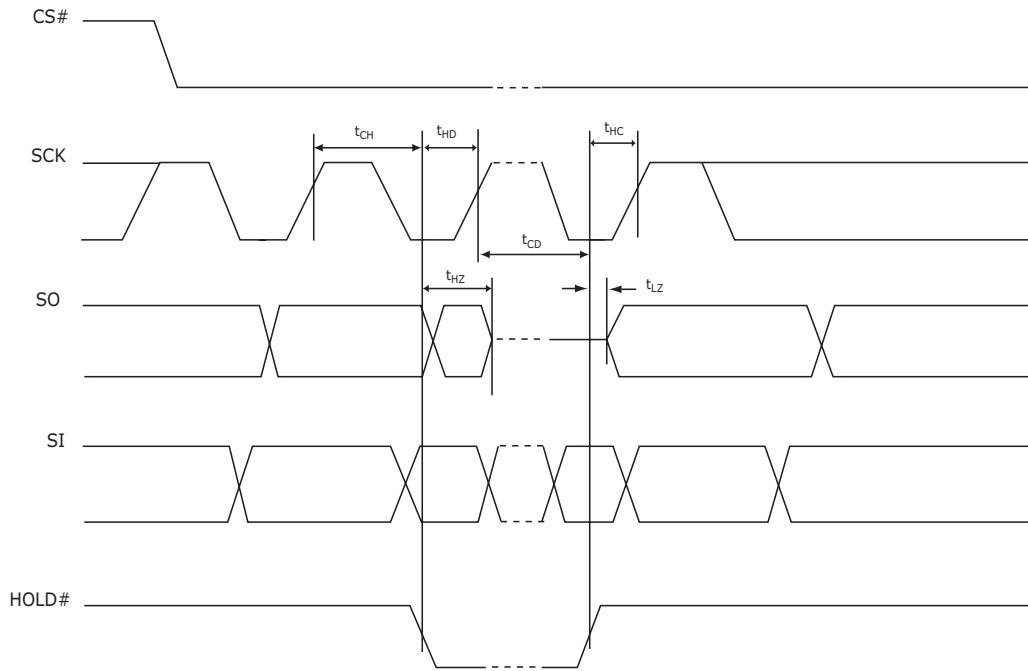 CS#
tCH
tHD
tHC
SCK
tCD
tHZ
tLZ
SO
SI
HOLD#